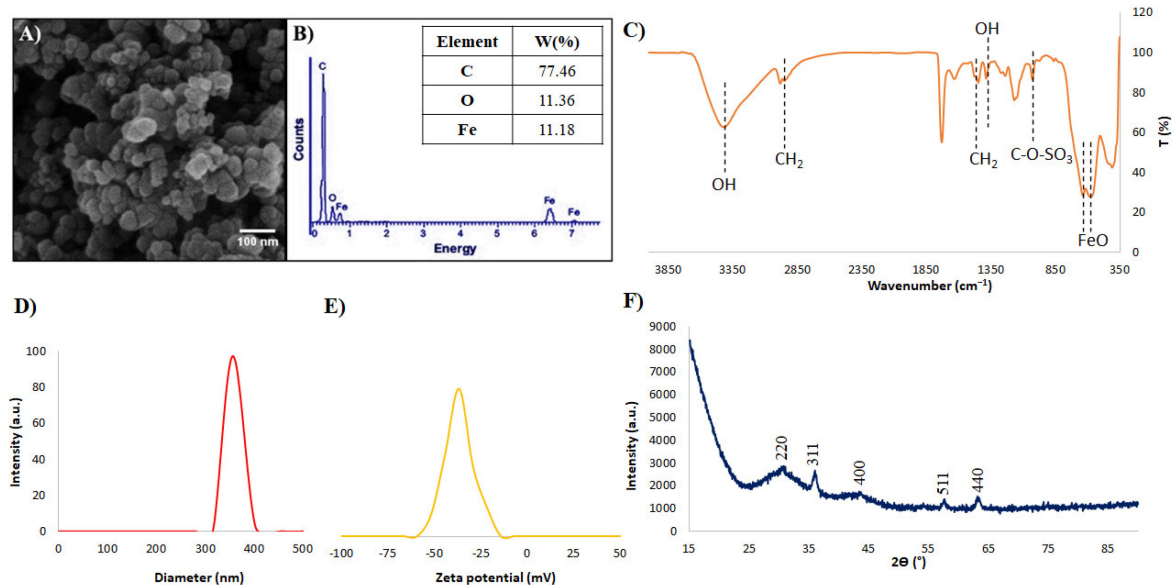 A)
100 nm
B)
Element W(%)
C 77.46
O 11.36
Fe 11.18
C
O
Fe
Fe
Fe
Counts
0 1 2 3 4 5 6 7
Energy
C)
OH
CH2
CH2
OH
C-O-SO3
FeO
120
100
80
60
40
20
0
T (%)
3850 3350 2850 2350 1850 1350 850 350
Wavenumber (cm⁻¹)
D)
100
80
60
40
20
0
Intensity (a.u.)
0 100 200 300 400 500
Diameter (nm)
E)
-100 -75 -50 -25 0 25 50
Zeta potential (mV)
F)
9000
8000
7000
6000
5000
4000
3000
2000
1000
0
Intensity (a.u.)
220
311
400
511
440
15 25 35 45 55 65 75 85
2Θ (°)